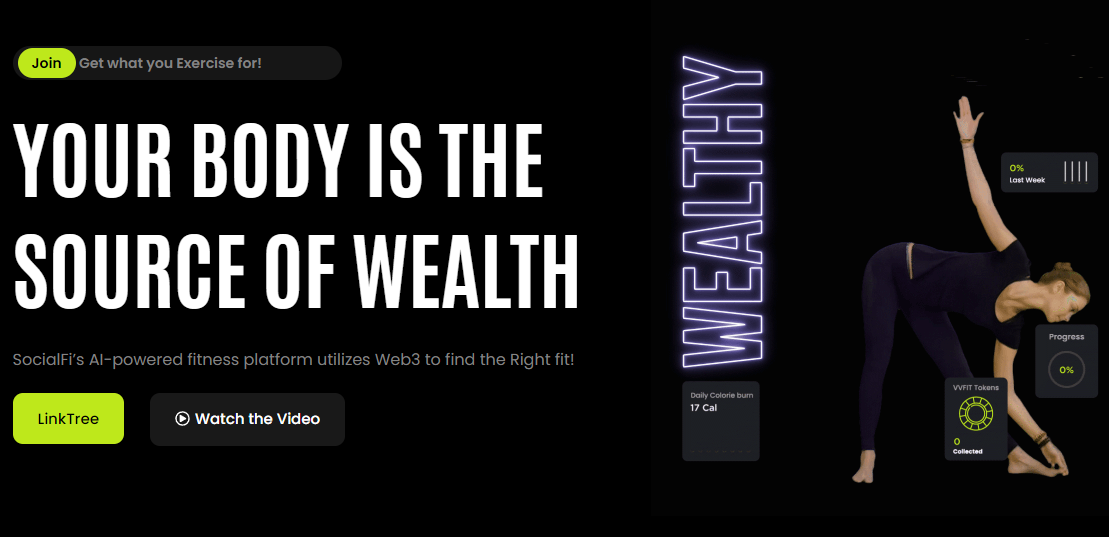 Join Get what you Exercise for!
YOUR BODY IS THE
SOURCE OF WEALTH
SocialFi's AI-powered fitness platform utilizes Web3 to find the Right fit!
LinkTree
Watch the Video
WEALTHY
Daily Calorie burn
17 Cal
0%
Last Week
Progress
0%
VVFIT Tokens
0
Collected